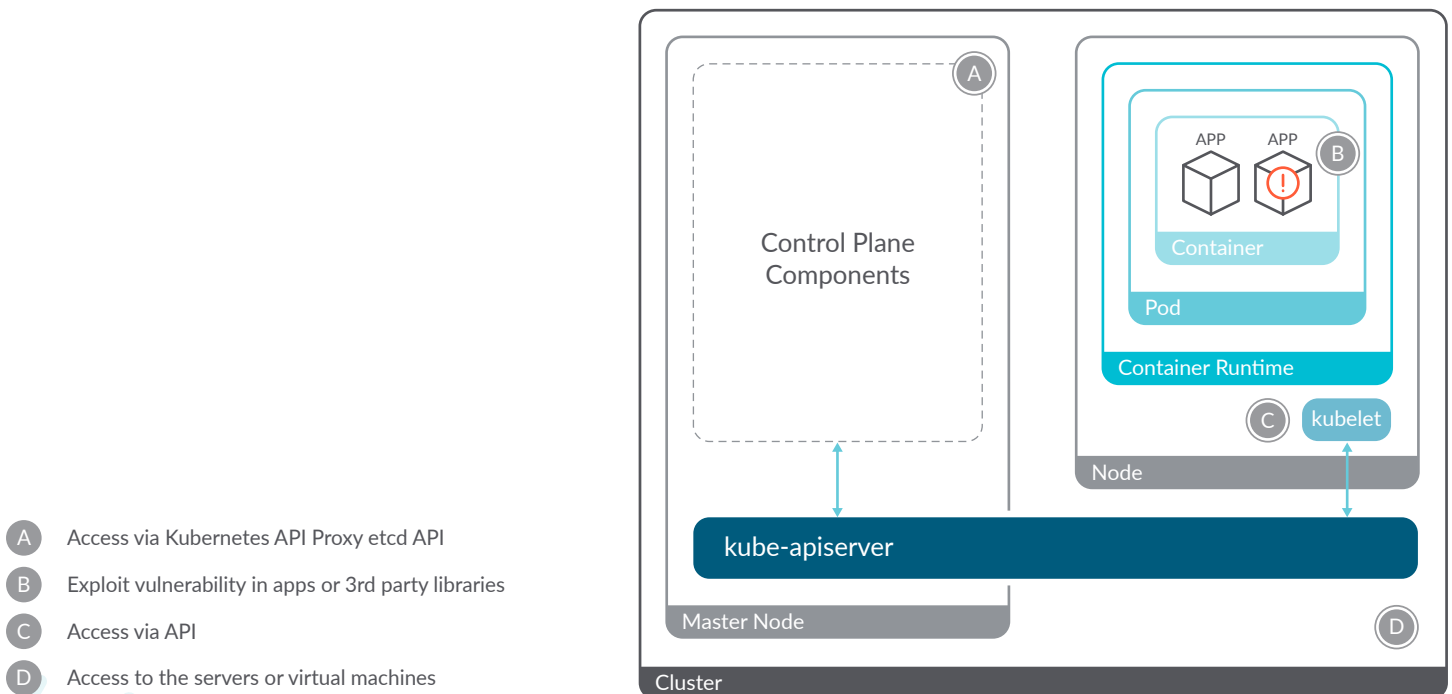 A
APP APP
B
!
Control Plane
Components
Container
Pod
Container Runtime
C
kubelet
Node
kube-apiserver
Master Node
D
Cluster
A Access via Kubernetes API Proxy etcd API
B Exploit vulnerability in apps or 3rd party libraries
C Access via API
D Access to the servers or virtual machines